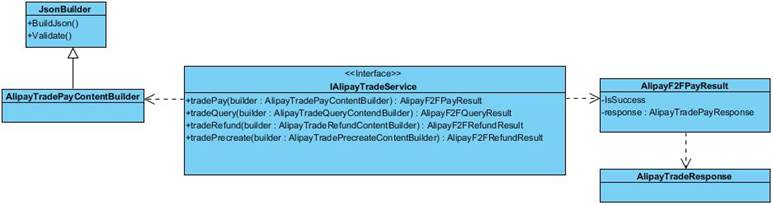 JsonBuilder
+BuildJson()
+Validate()
AlipayTradePayContentBuilder
<<Interface>>
IAlipayTradeService
+tradePay(builder : AlipayTradePayContentBuilder) : AlipayF2FPayResult
+tradeQuery(builder : AlipayTradeQueryContendBuilder) : AlipayF2FQueryResult
+tradeRefund(builder : AlipayTradeRefundContentBuilder) : AlipayF2FRefundResult
+tradePrecreate(builder : AlipayTradePrecreateContentBuilder) : AlipayF2FRefundResult
AlipayF2FPayResult
-IsSuccess
-response : AlipayTradePayResponse
AlipayTradeResponse